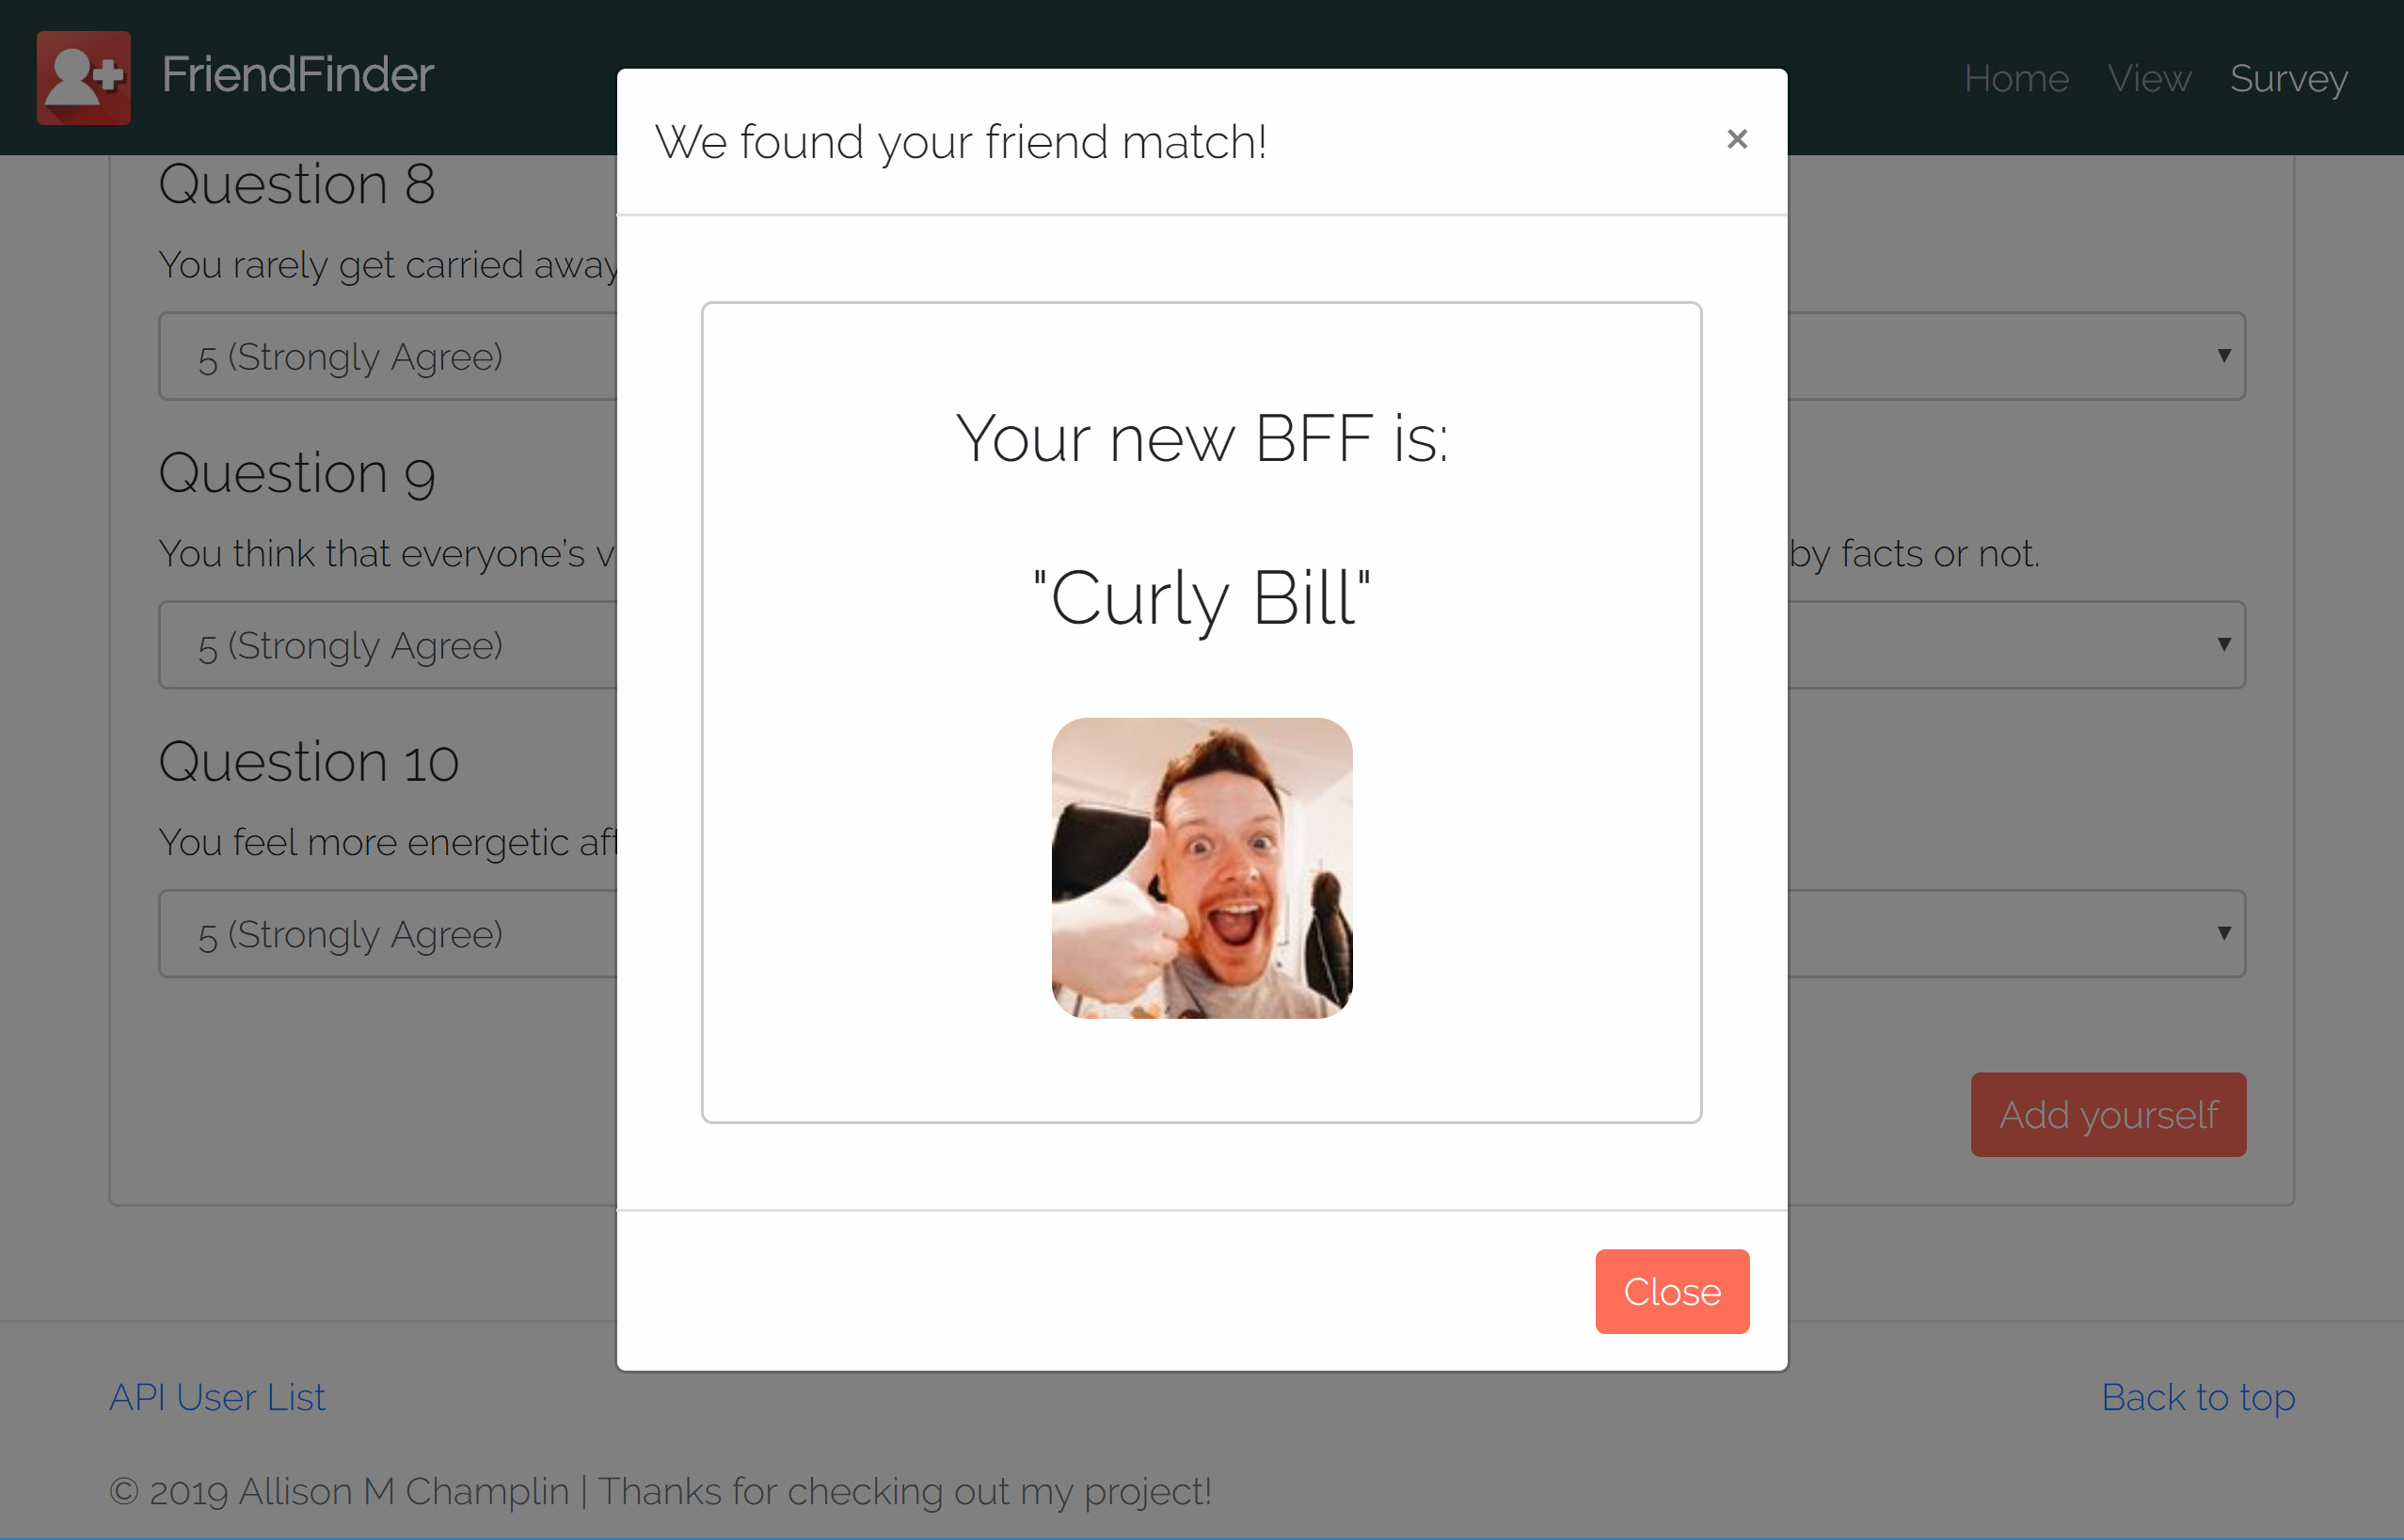 FriendFinder
Home View Survey
We found your friend match!
×
Your new BFF is:
"Curly Bill"
Close
Question 8
You rarely get carried away
5 (Strongly Agree)
Question 9
You think that everyone's v by facts or not.
5 (Strongly Agree)
Question 10
You feel more energetic aft
5 (Strongly Agree)
Add yourself
API User List
Back to top
© 2019 Allison M Champlin | Thanks for checking out my project!